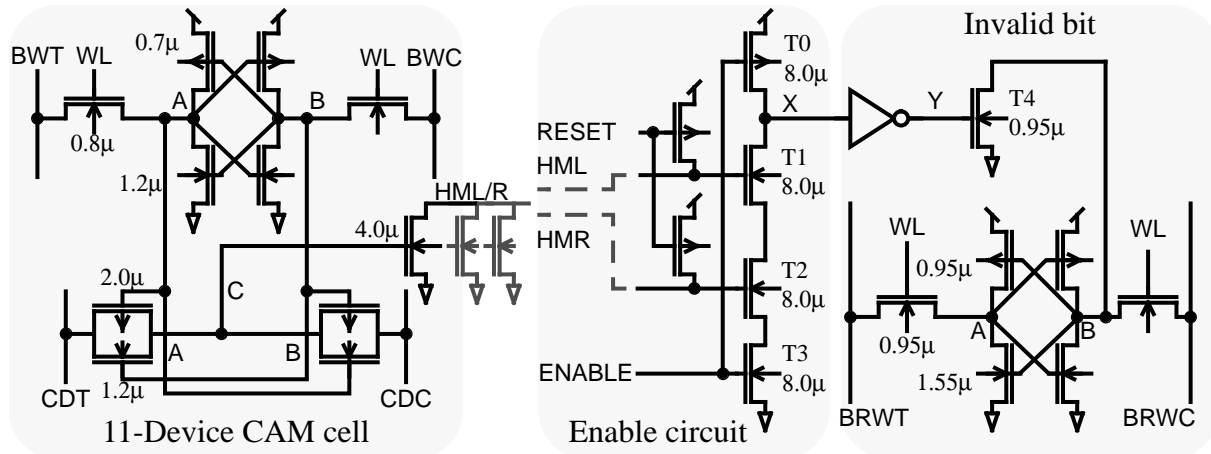 BWT
WL
0.7µ
WL
BWC
A
B
0.8µ
1.2µ
HML/R
4.0µ
2.0µ
C
A
B
CDT
1.2µ
CDC
11-Device CAM cell
RESET
HML
HMR
ENABLE
T0
8.0µ
X
T1
8.0µ
T2
8.0µ
T3
8.0µ
Enable circuit
Invalid bit
Y
T4
0.95µ
WL
WL
0.95µ
A
B
0.95µ
1.55µ
BRWT
BRWC